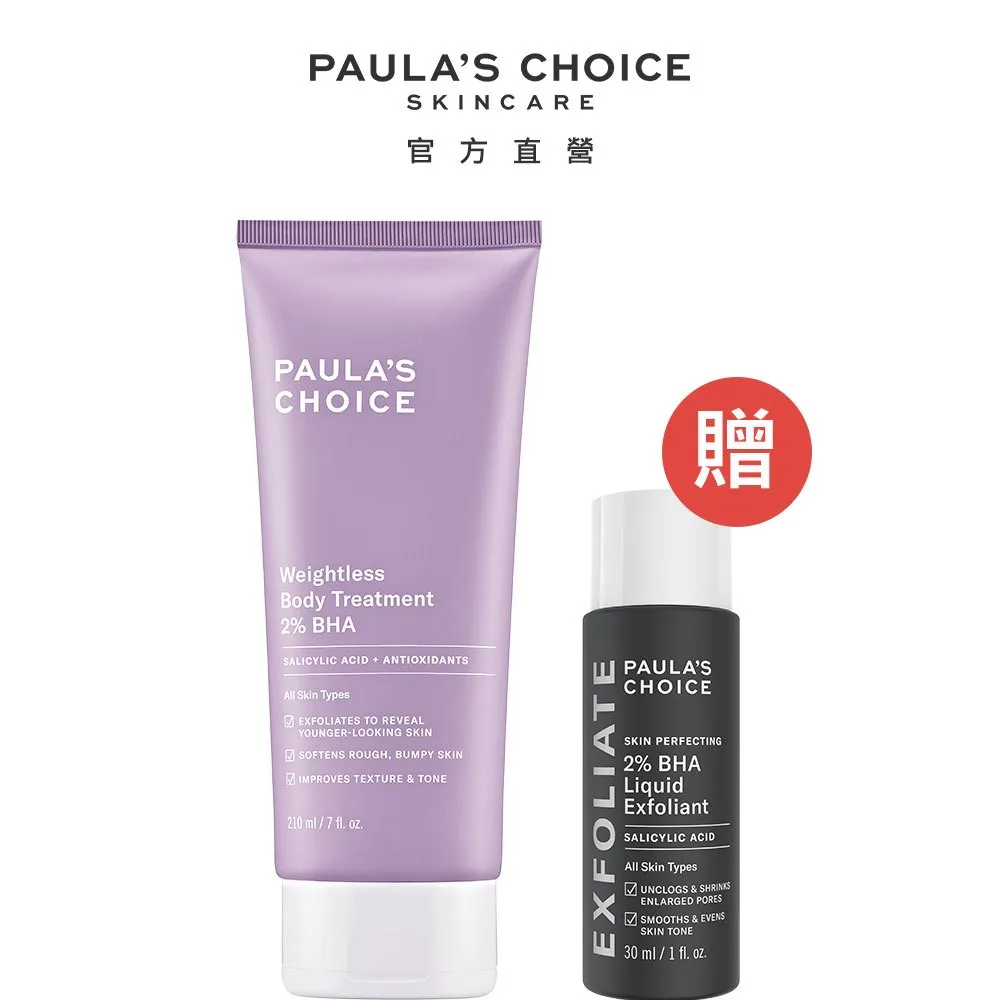 PAULA'S CHOICE
SKINCARE
官方直營
PAULA'S
CHOICE
Weightless
Body Treatment
2% BHA
SALICYLIC ACID + ANTIOXIDANTS
All Skin Types
EXFOLIATES TO REVEAL
YOUNGER-LOOKING SKIN
SOFTENS ROUGH, BUMPY SKIN
IMPROVES TEXTURE & TONE
210 ml / 7 fl. oz.
贈
EXFOLIATE
PAULA'S
CHOICE
SKIN PERFECTING
2% BHA
Liquid
Exfoliant
SALICYLIC ACID
All Skin Types
UNCLOGS & SHRINKS
ENLARGED PORES
SMOOTHS & EVENS
SKIN TONE
30 ml / 1 fl. oz.